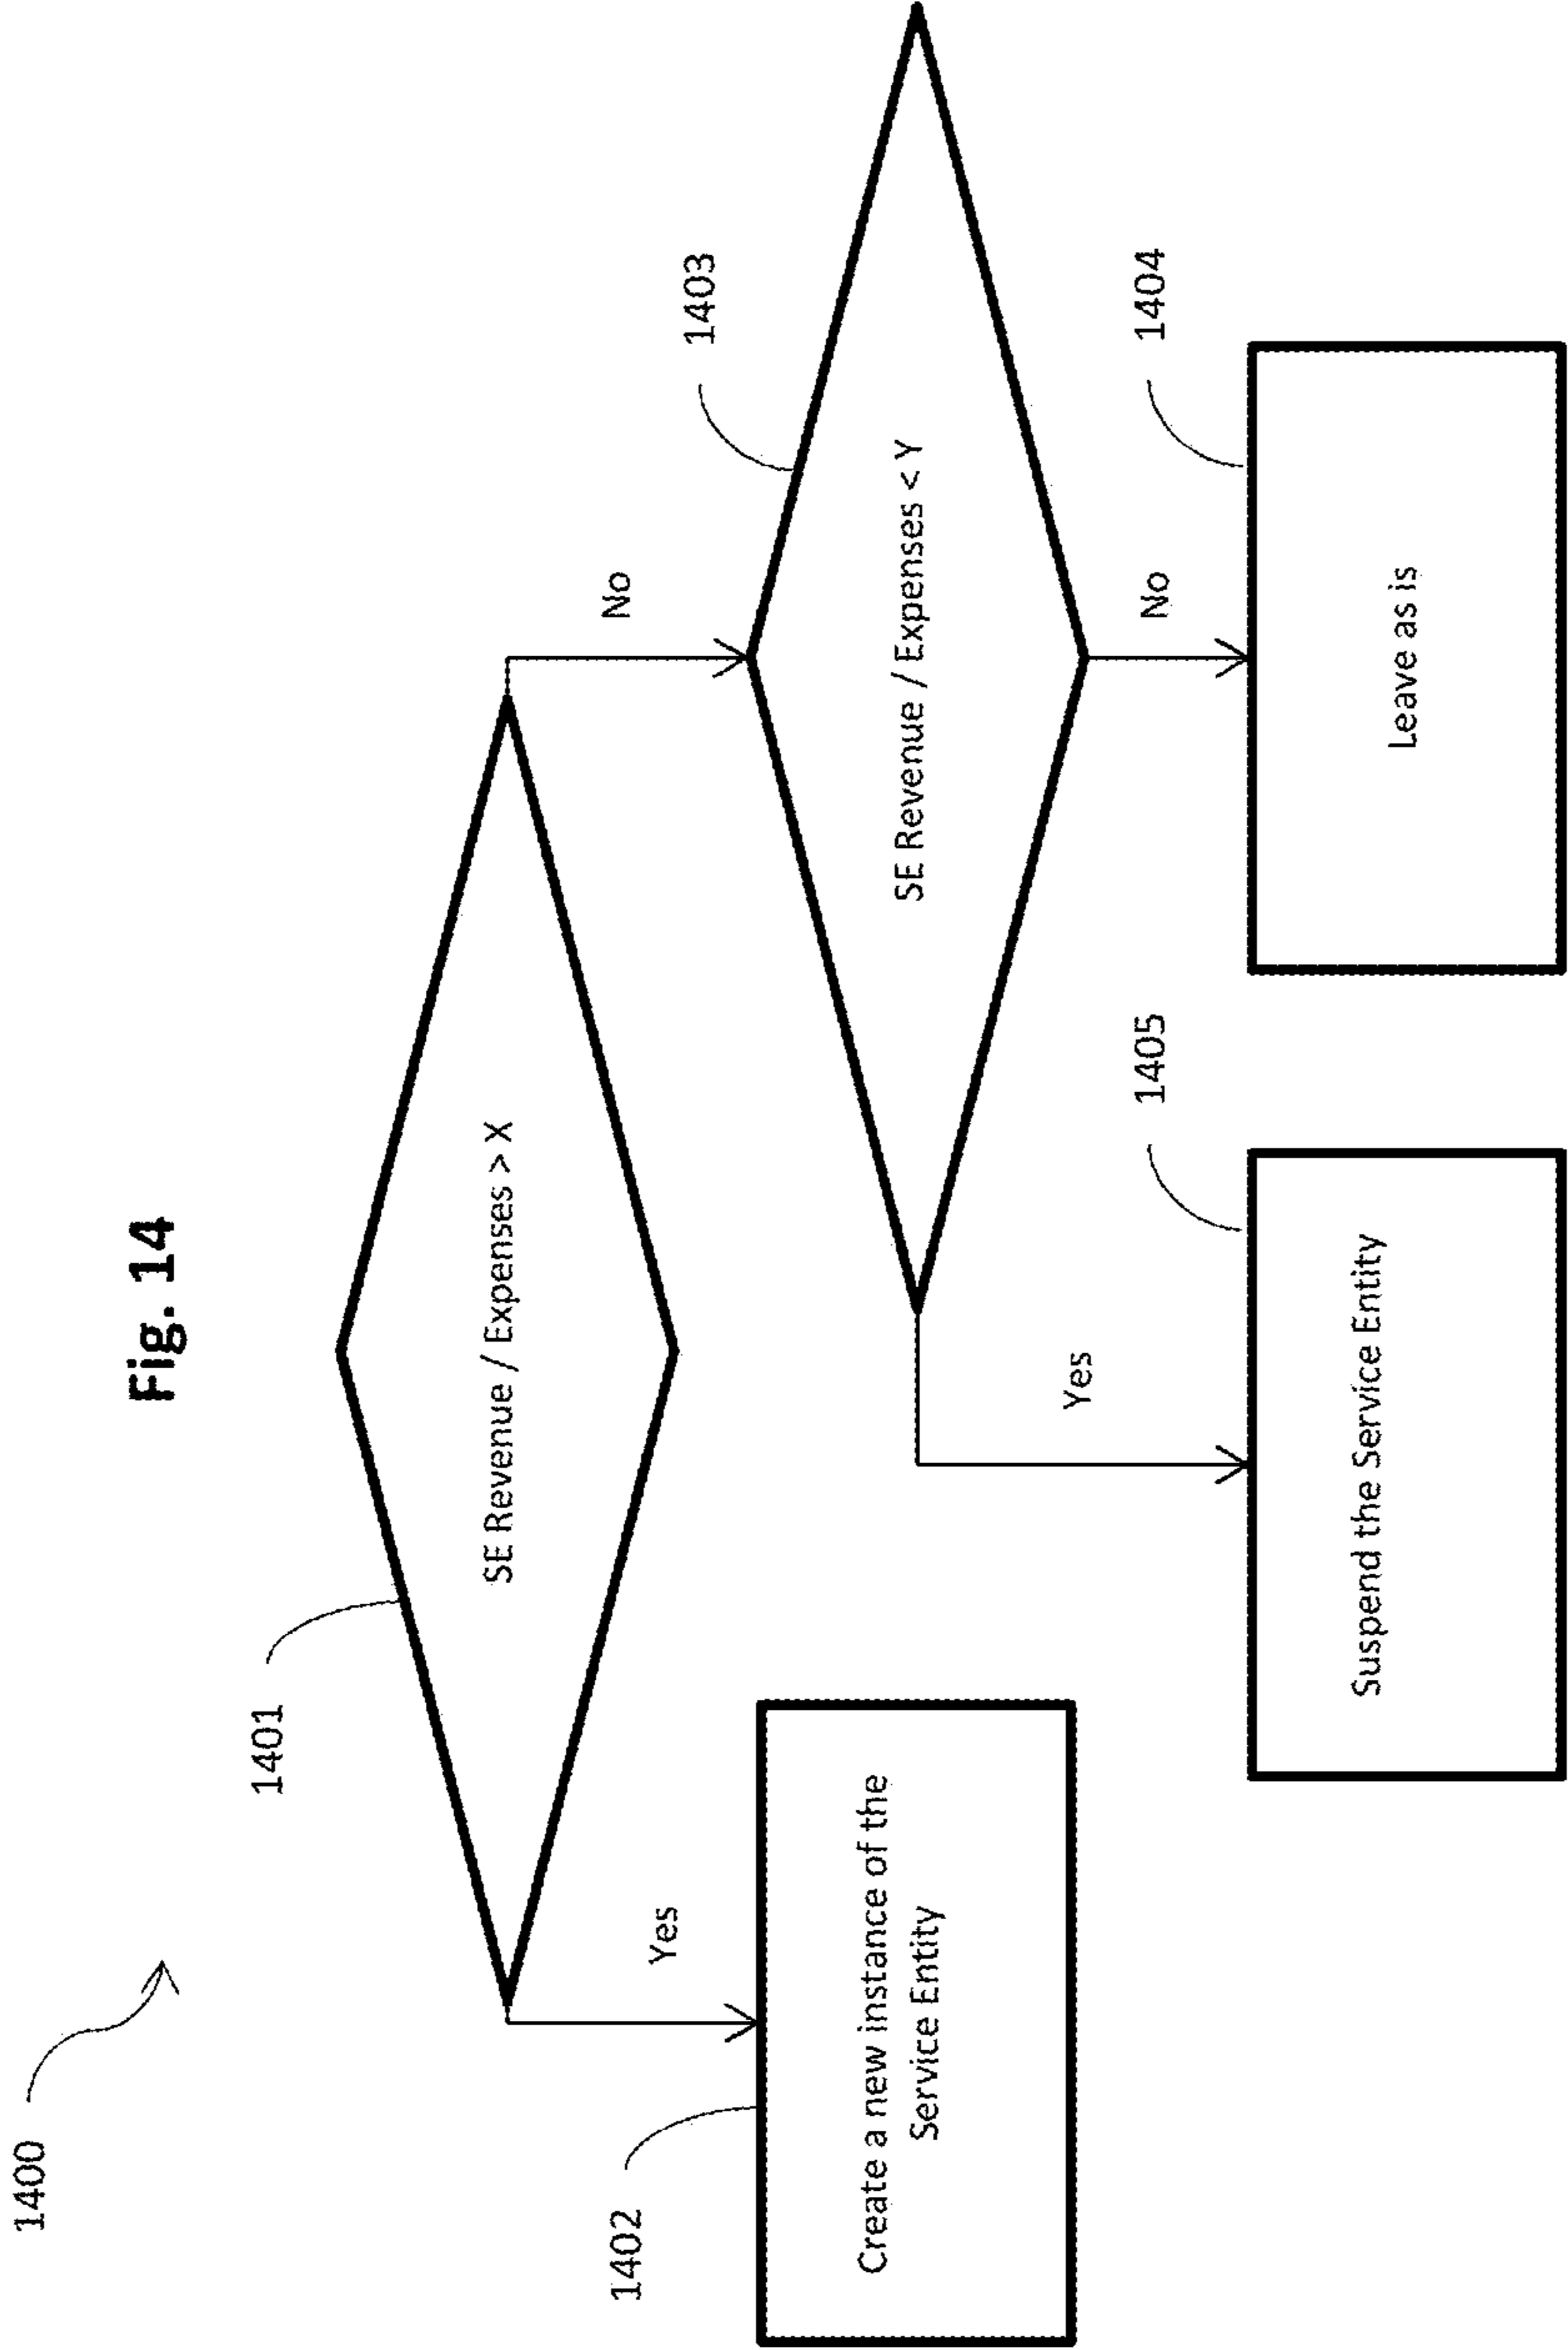 1400
Fig. 14
1401
SE Revenue / Expenses > X
Yes
No
1402
Create a new instance of the
Service Entity
1403
SE Revenue / Expenses < Y
Yes
No
1405
Suspend the Service Entity
1404
Leave as is